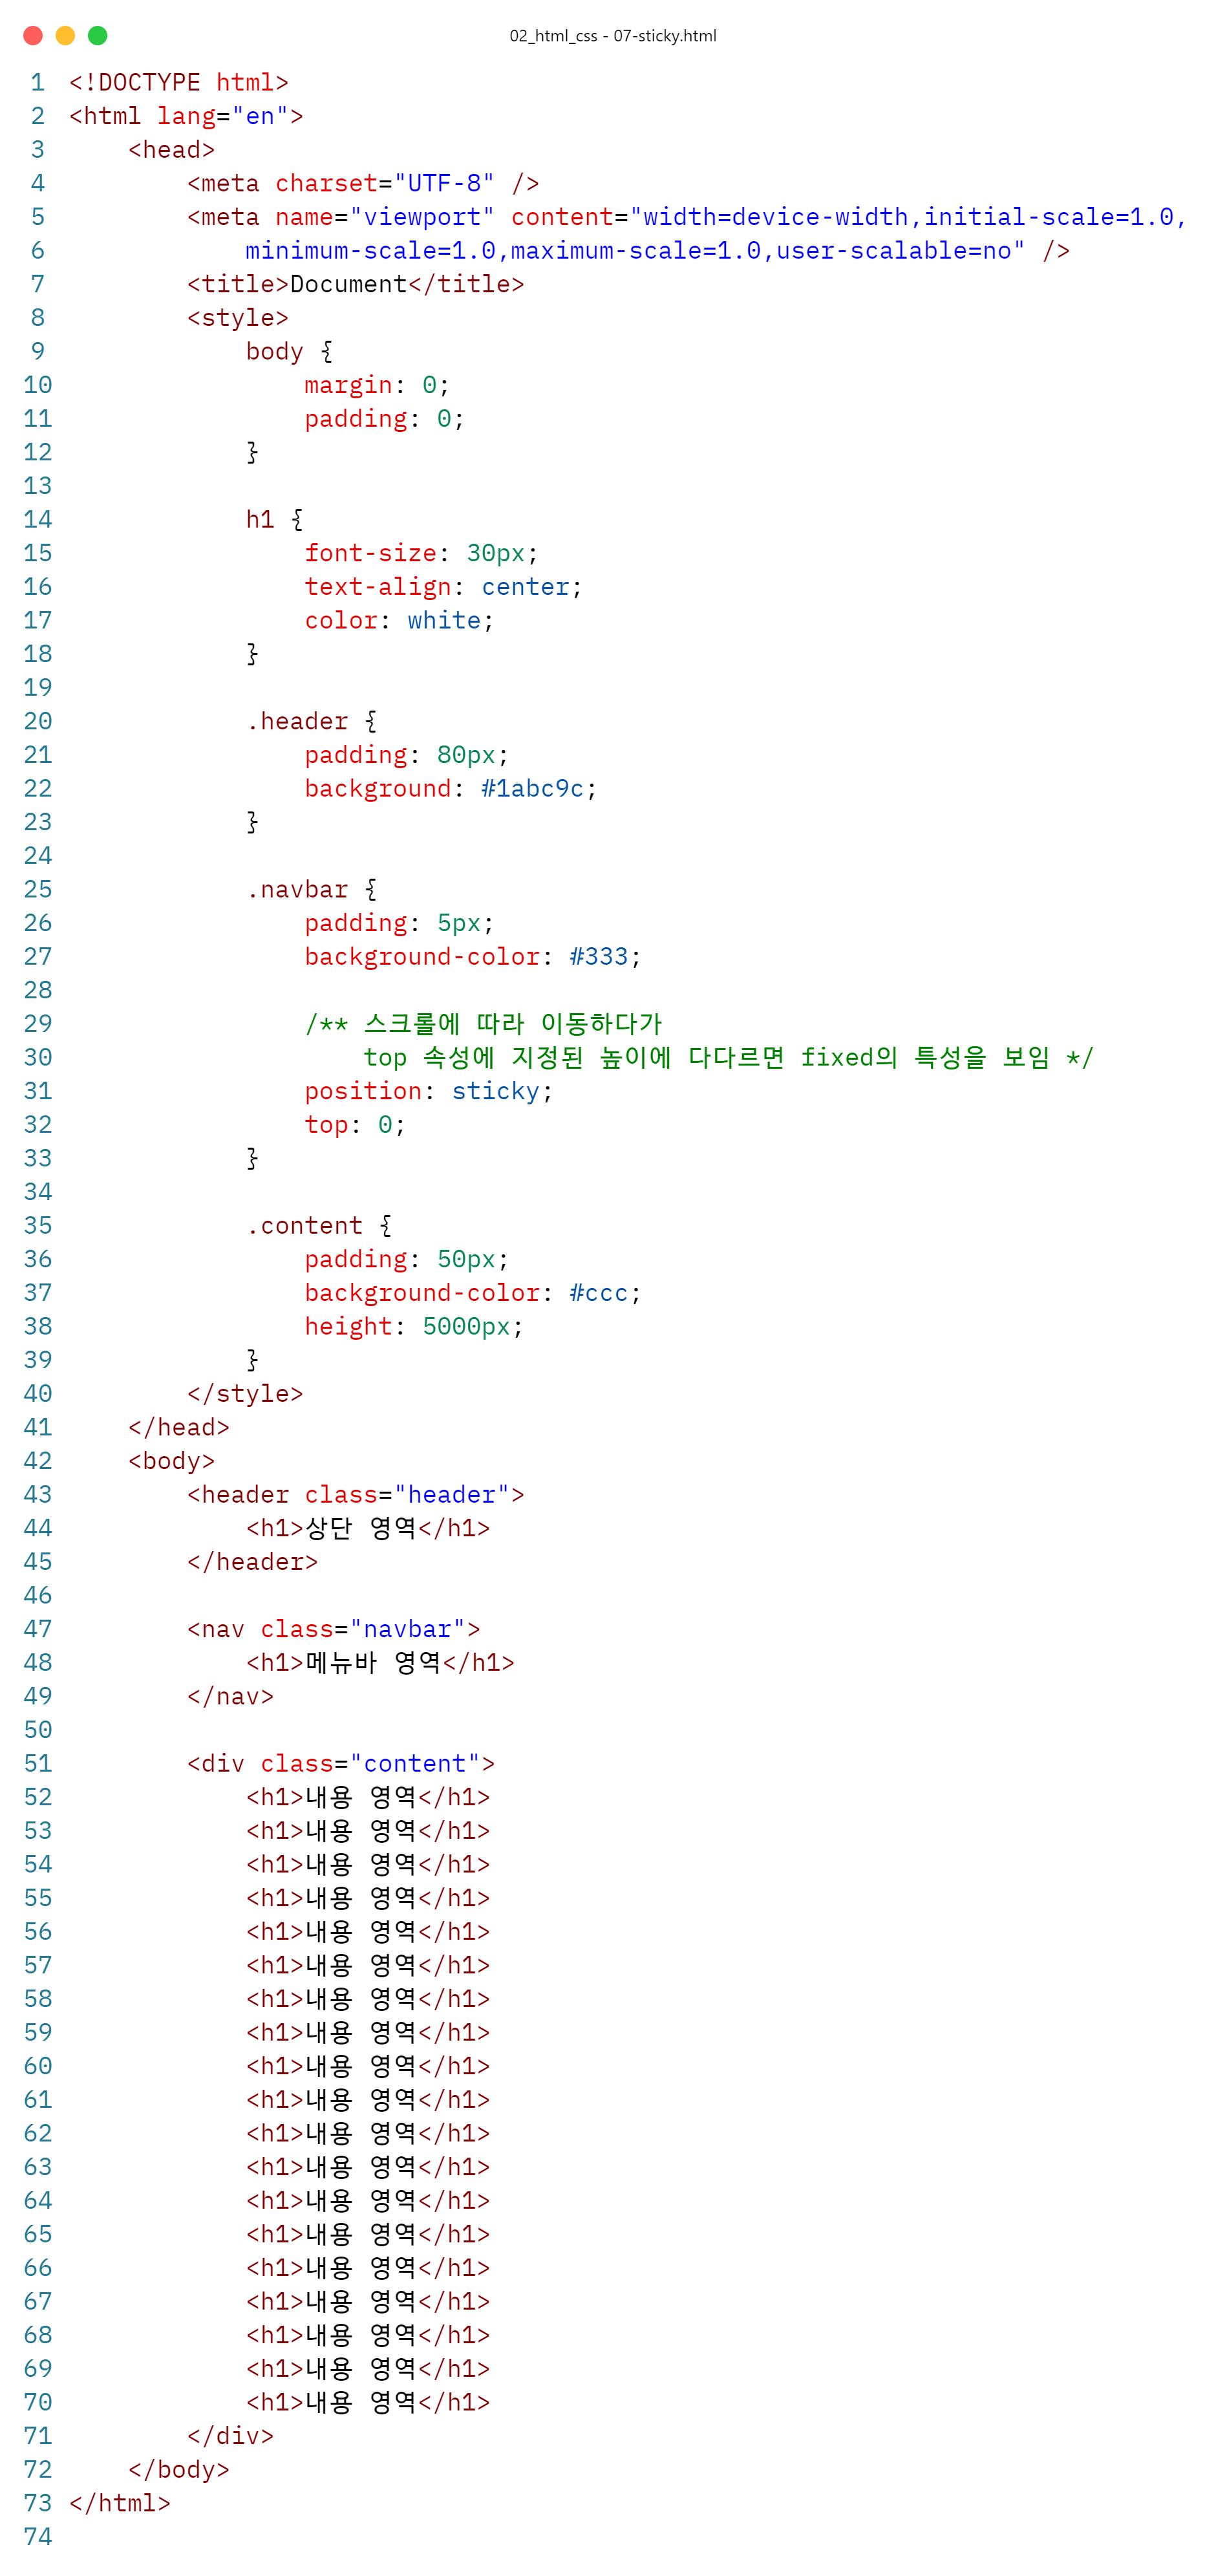 02_html_css - 07-sticky.html
1 <!DOCTYPE html>
2 <html lang="en">
3     <head>
4         <meta charset="UTF-8" />
5         <meta name="viewport" content="width=device-width,initial-scale=1.0,
6             minimum-scale=1.0,maximum-scale=1.0,user-scalable=no" />
7         <title>Document</title>
8         <style>
9             body {
10                 margin: 0;
11                 padding: 0;
12             }
13
14             h1 {
15                 font-size: 30px;
16                 text-align: center;
17                 color: white;
18             }
19
20             .header {
21                 padding: 80px;
22                 background: #1abc9c;
23             }
24
25             .navbar {
26                 padding: 5px;
27                 background-color: #333;
28
29                 /** 스크롤에 따라 이동하다가
30                     top 속성에 지정된 높이에 다다르면 fixed의 특성을 보임 */
31                 position: sticky;
32                 top: 0;
33             }
34
35             .content {
36                 padding: 50px;
37                 background-color: #ccc;
38                 height: 5000px;
39             }
40         </style>
41     </head>
42     <body>
43         <header class="header">
44             <h1>상단 영역</h1>
45         </header>
46
47         <nav class="navbar">
48             <h1>메뉴바 영역</h1>
49         </nav>
50
51         <div class="content">
52             <h1>내용 영역</h1>
53             <h1>내용 영역</h1>
54             <h1>내용 영역</h1>
55             <h1>내용 영역</h1>
56             <h1>내용 영역</h1>
57             <h1>내용 영역</h1>
58             <h1>내용 영역</h1>
59             <h1>내용 영역</h1>
60             <h1>내용 영역</h1>
61             <h1>내용 영역</h1>
62             <h1>내용 영역</h1>
63             <h1>내용 영역</h1>
64             <h1>내용 영역</h1>
65             <h1>내용 영역</h1>
66             <h1>내용 영역</h1>
67             <h1>내용 영역</h1>
68             <h1>내용 영역</h1>
69             <h1>내용 영역</h1>
70             <h1>내용 영역</h1>
71         </div>
72     </body>
73 </html>
74